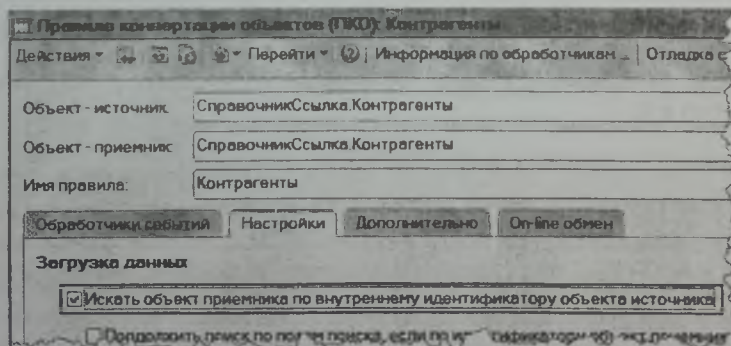 Правила конвертации объектов (ПКО): Контрагенты
Действия Перейти Информация по обработчикам ... Отладка
Объект - источник: СправочникСсылка.Контрагенты
Объект - приемник: СправочникСсылка.Контрагенты
Имя правила: Контрагенты
Обработчики событий Настройки Дополнительно On-line обмен
Загрузка данных
Искать объект приемника по внутреннему идентификатору объекта источника
поиск по поиска, если по